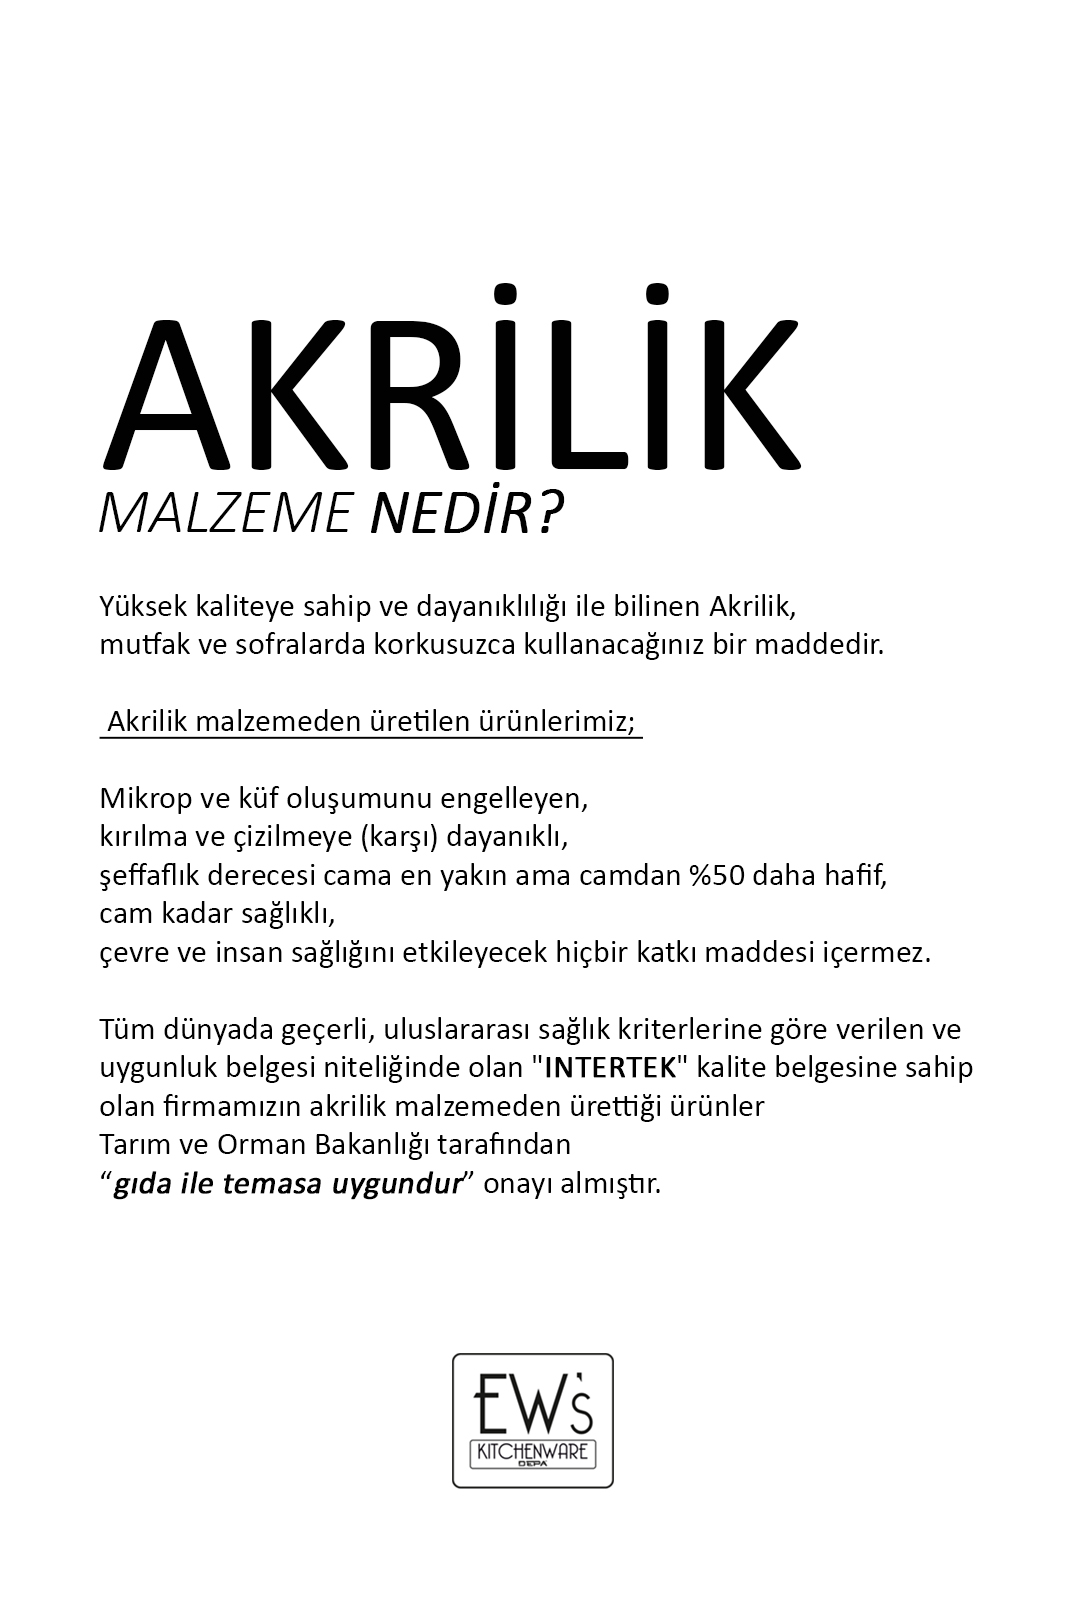 AKRİLİK
MALZEME NEDİR?
Yüksek kaliteye sahip ve dayanıklılığı ile bilinen Akrilik,
mutfak ve sofralarda korkusuzca kullanacağınız bir maddedir.
Akrilik malzemeden üretilen ürünlerimiz;
Mikrop ve küf oluşumunu engelleyen,
kırılma ve çizilmeye (karşı) dayanıklı,
şeffaflık derecesi cama en yakın ama camdan %50 daha hafif,
cam kadar sağlıklı,
çevre ve insan sağlığını etkileyecek hiçbir katkı maddesi içermez.
Tüm dünyada geçerli, uluslararası sağlık kriterlerine göre verilen ve
uygunluk belgesi niteliğinde olan "INTERTEK" kalite belgesine sahip
olan firmamızın akrilik malzemeden ürettiği ürünler
Tarım ve Orman Bakanlığı tarafından
“gıda ile temasa uygundur” onayı almıştır.
EW's
KITCHENWARE
DEPA